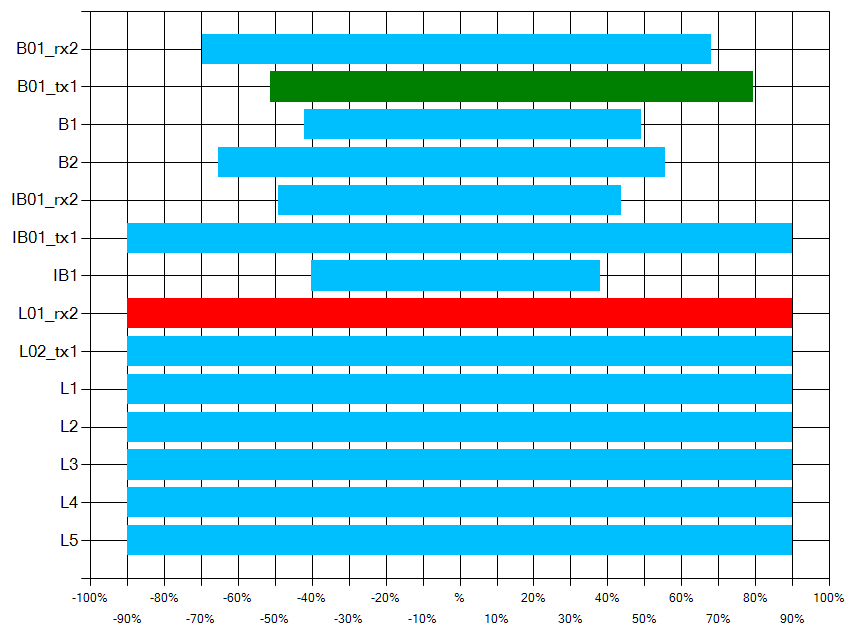 B01_rx2
B01_tx1
B1
B2
IB01_rx2
IB01_tx1
IB1
L01_rx2
L02_tx1
L1
L2
L3
L4
L5
-100% -80% -60% -40% -20% % 20% 40% 60% 80% 100%
-90% -70% -50% -30% -10% 10% 30% 50% 70% 90%